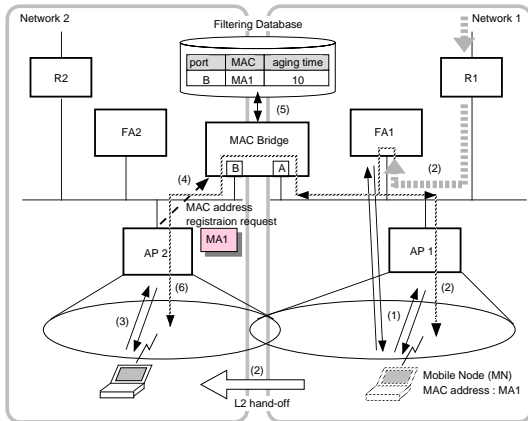 Network 2
Filtering Database
Network 1
port MAC aging time
B MA1 10
R2
R1
(5)
FA2
MAC Bridge
FA1
(2)
B
A
(4)
MAC address
registraion request
MA1
AP 2
AP 1
(6)
(2)
(3)
(1)
(2)
L2 hand-off
Mobile Node (MN)
MAC address : MA1